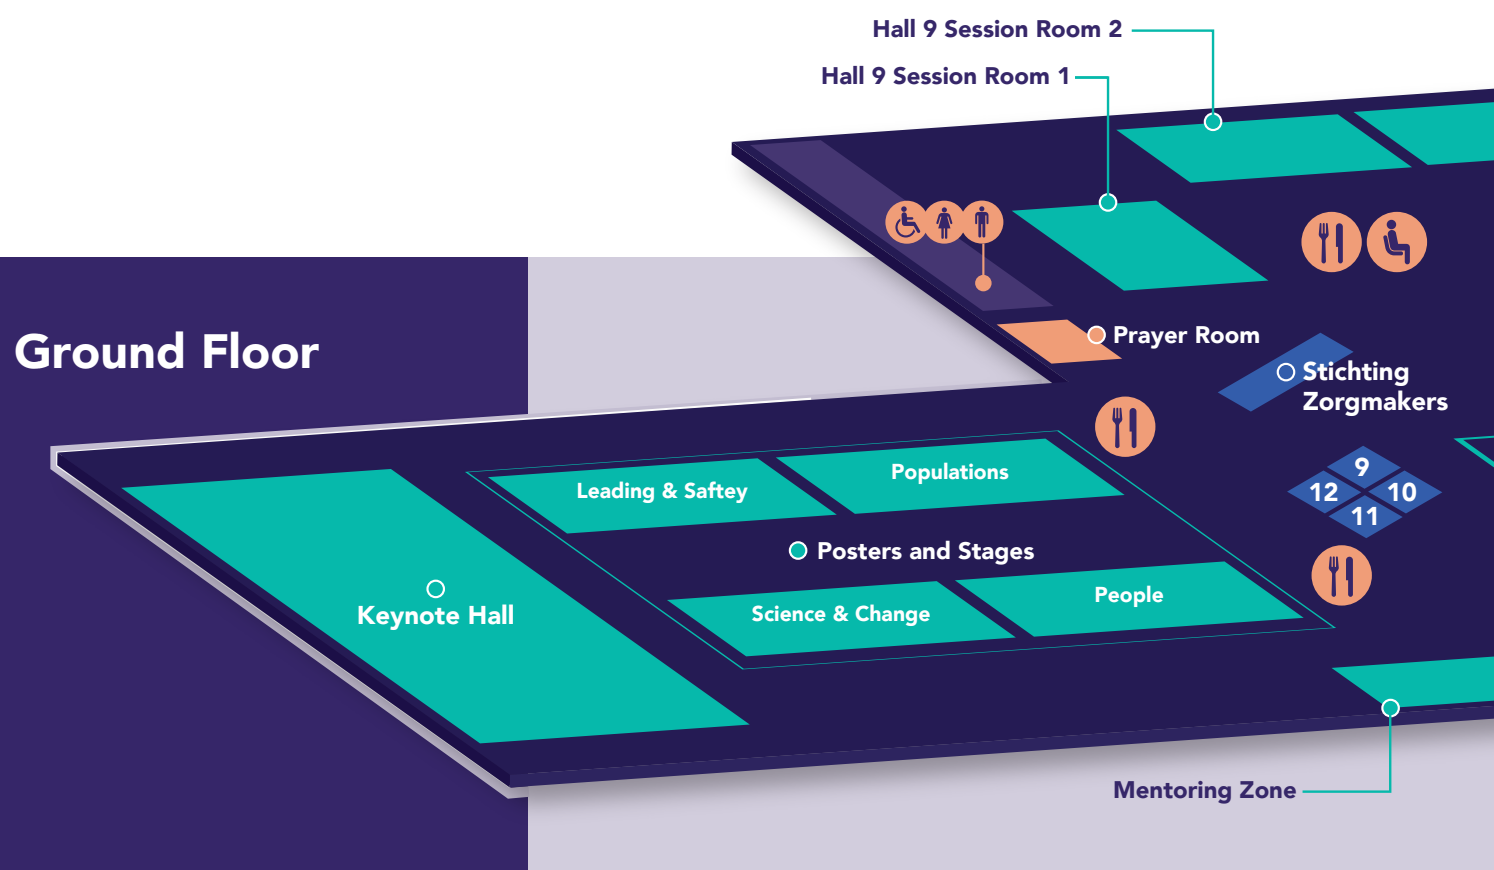 Hall 9 Session Room 2
Hall 9 Session Room 1
Ground Floor
Prayer Room
Stichting
Zorgmakers
Populations
Leading & Saftey
9
12
10
11
Posters and Stages
People
Science & Change
Keynote Hall
Mentoring Zone